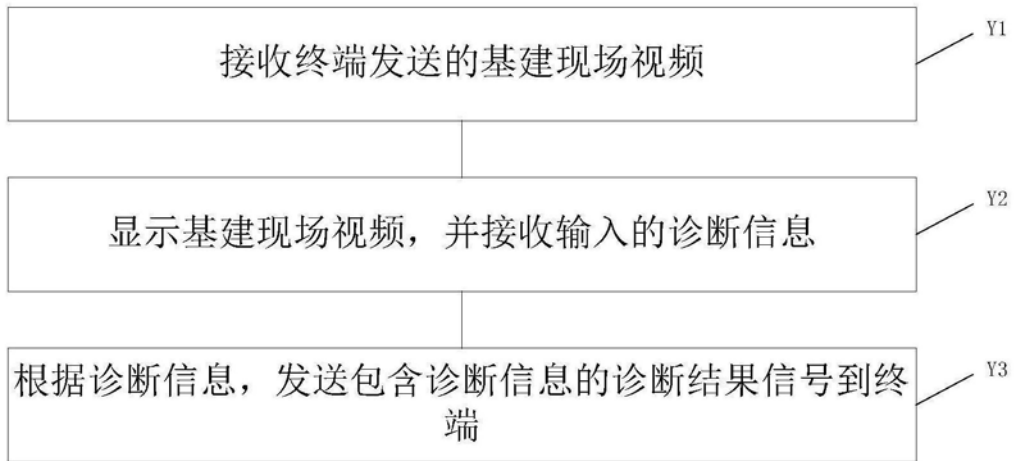 接收终端发送的基建现场视频
Y1
显示基建现场视频，并接收输入的诊断信息
Y2
根据诊断信息，发送包含诊断信息的诊断结果信号到终
端
Y3